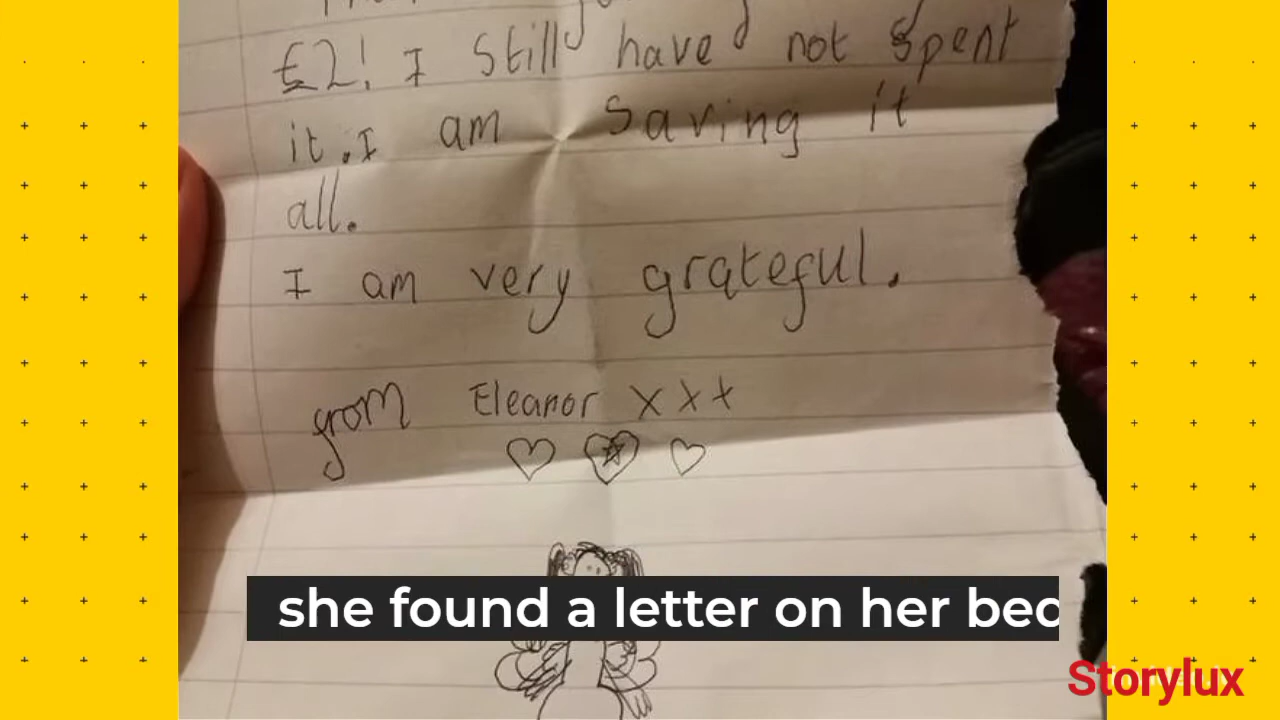 £2! I still have not spent
it. I am saving it
all.
I am very grateful.
from Eleanor xxx
she found a letter on her bed
Storylux